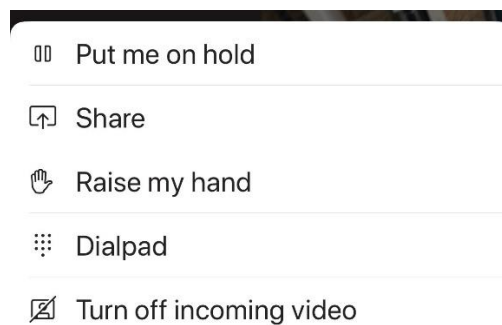 Put me on hold
Share
Raise my hand
Dialpad
Turn off incoming video